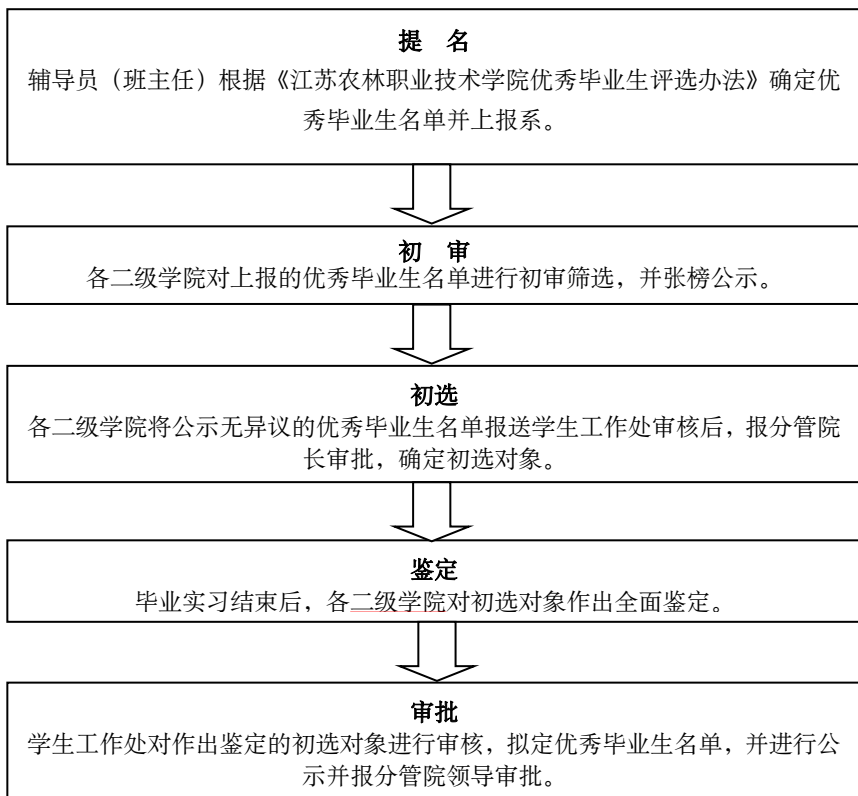 提 名
辅导员（班主任）根据《江苏农林职业技术学院优秀毕业生评选办法》确定优
秀毕业生名单并上报系。
初 审
各二级学院对上报的优秀毕业生名单进行初审筛选，并张榜公示。
初选
各二级学院将公示无异议的优秀毕业生名单报送学生工作处审核后，报分管院
长审批，确定初选对象。
鉴定
毕业实习结束后，各二级学院对初选对象作出全面鉴定。
审批
学生工作处对作出鉴定的初选对象进行审核，拟定优秀毕业生名单，并进行公
示并报分管院领导审批。